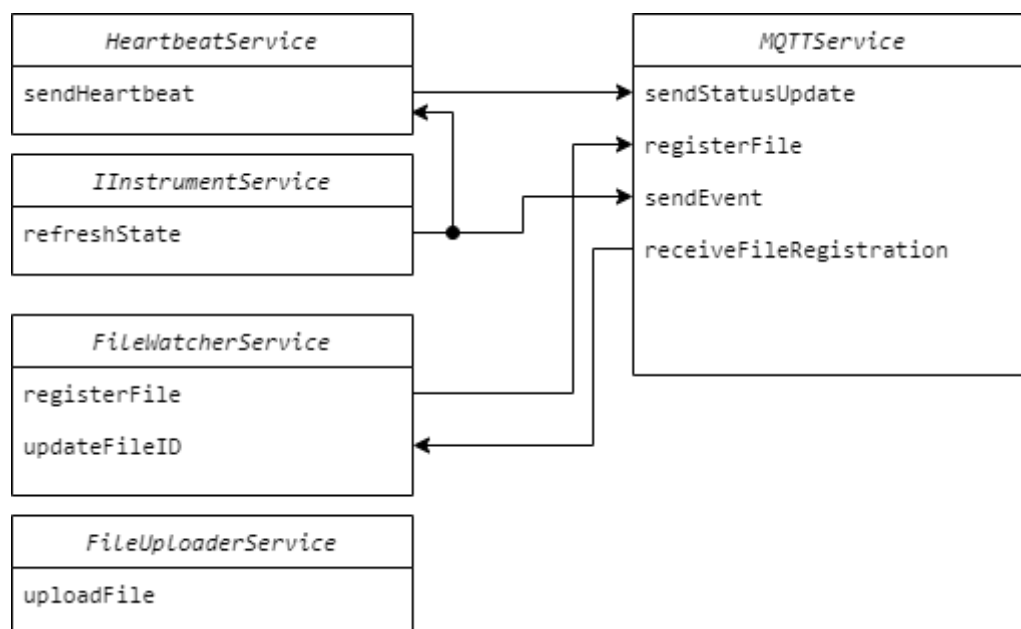 HeartbeatService
sendHeartbeat
IInstrumentService
refreshState
FileWatcherService
registerFile
updateFileID
FileUploaderService
uploadFile
MQTTService
sendStatusUpdate
registerFile
sendEvent
receiveFileRegistration